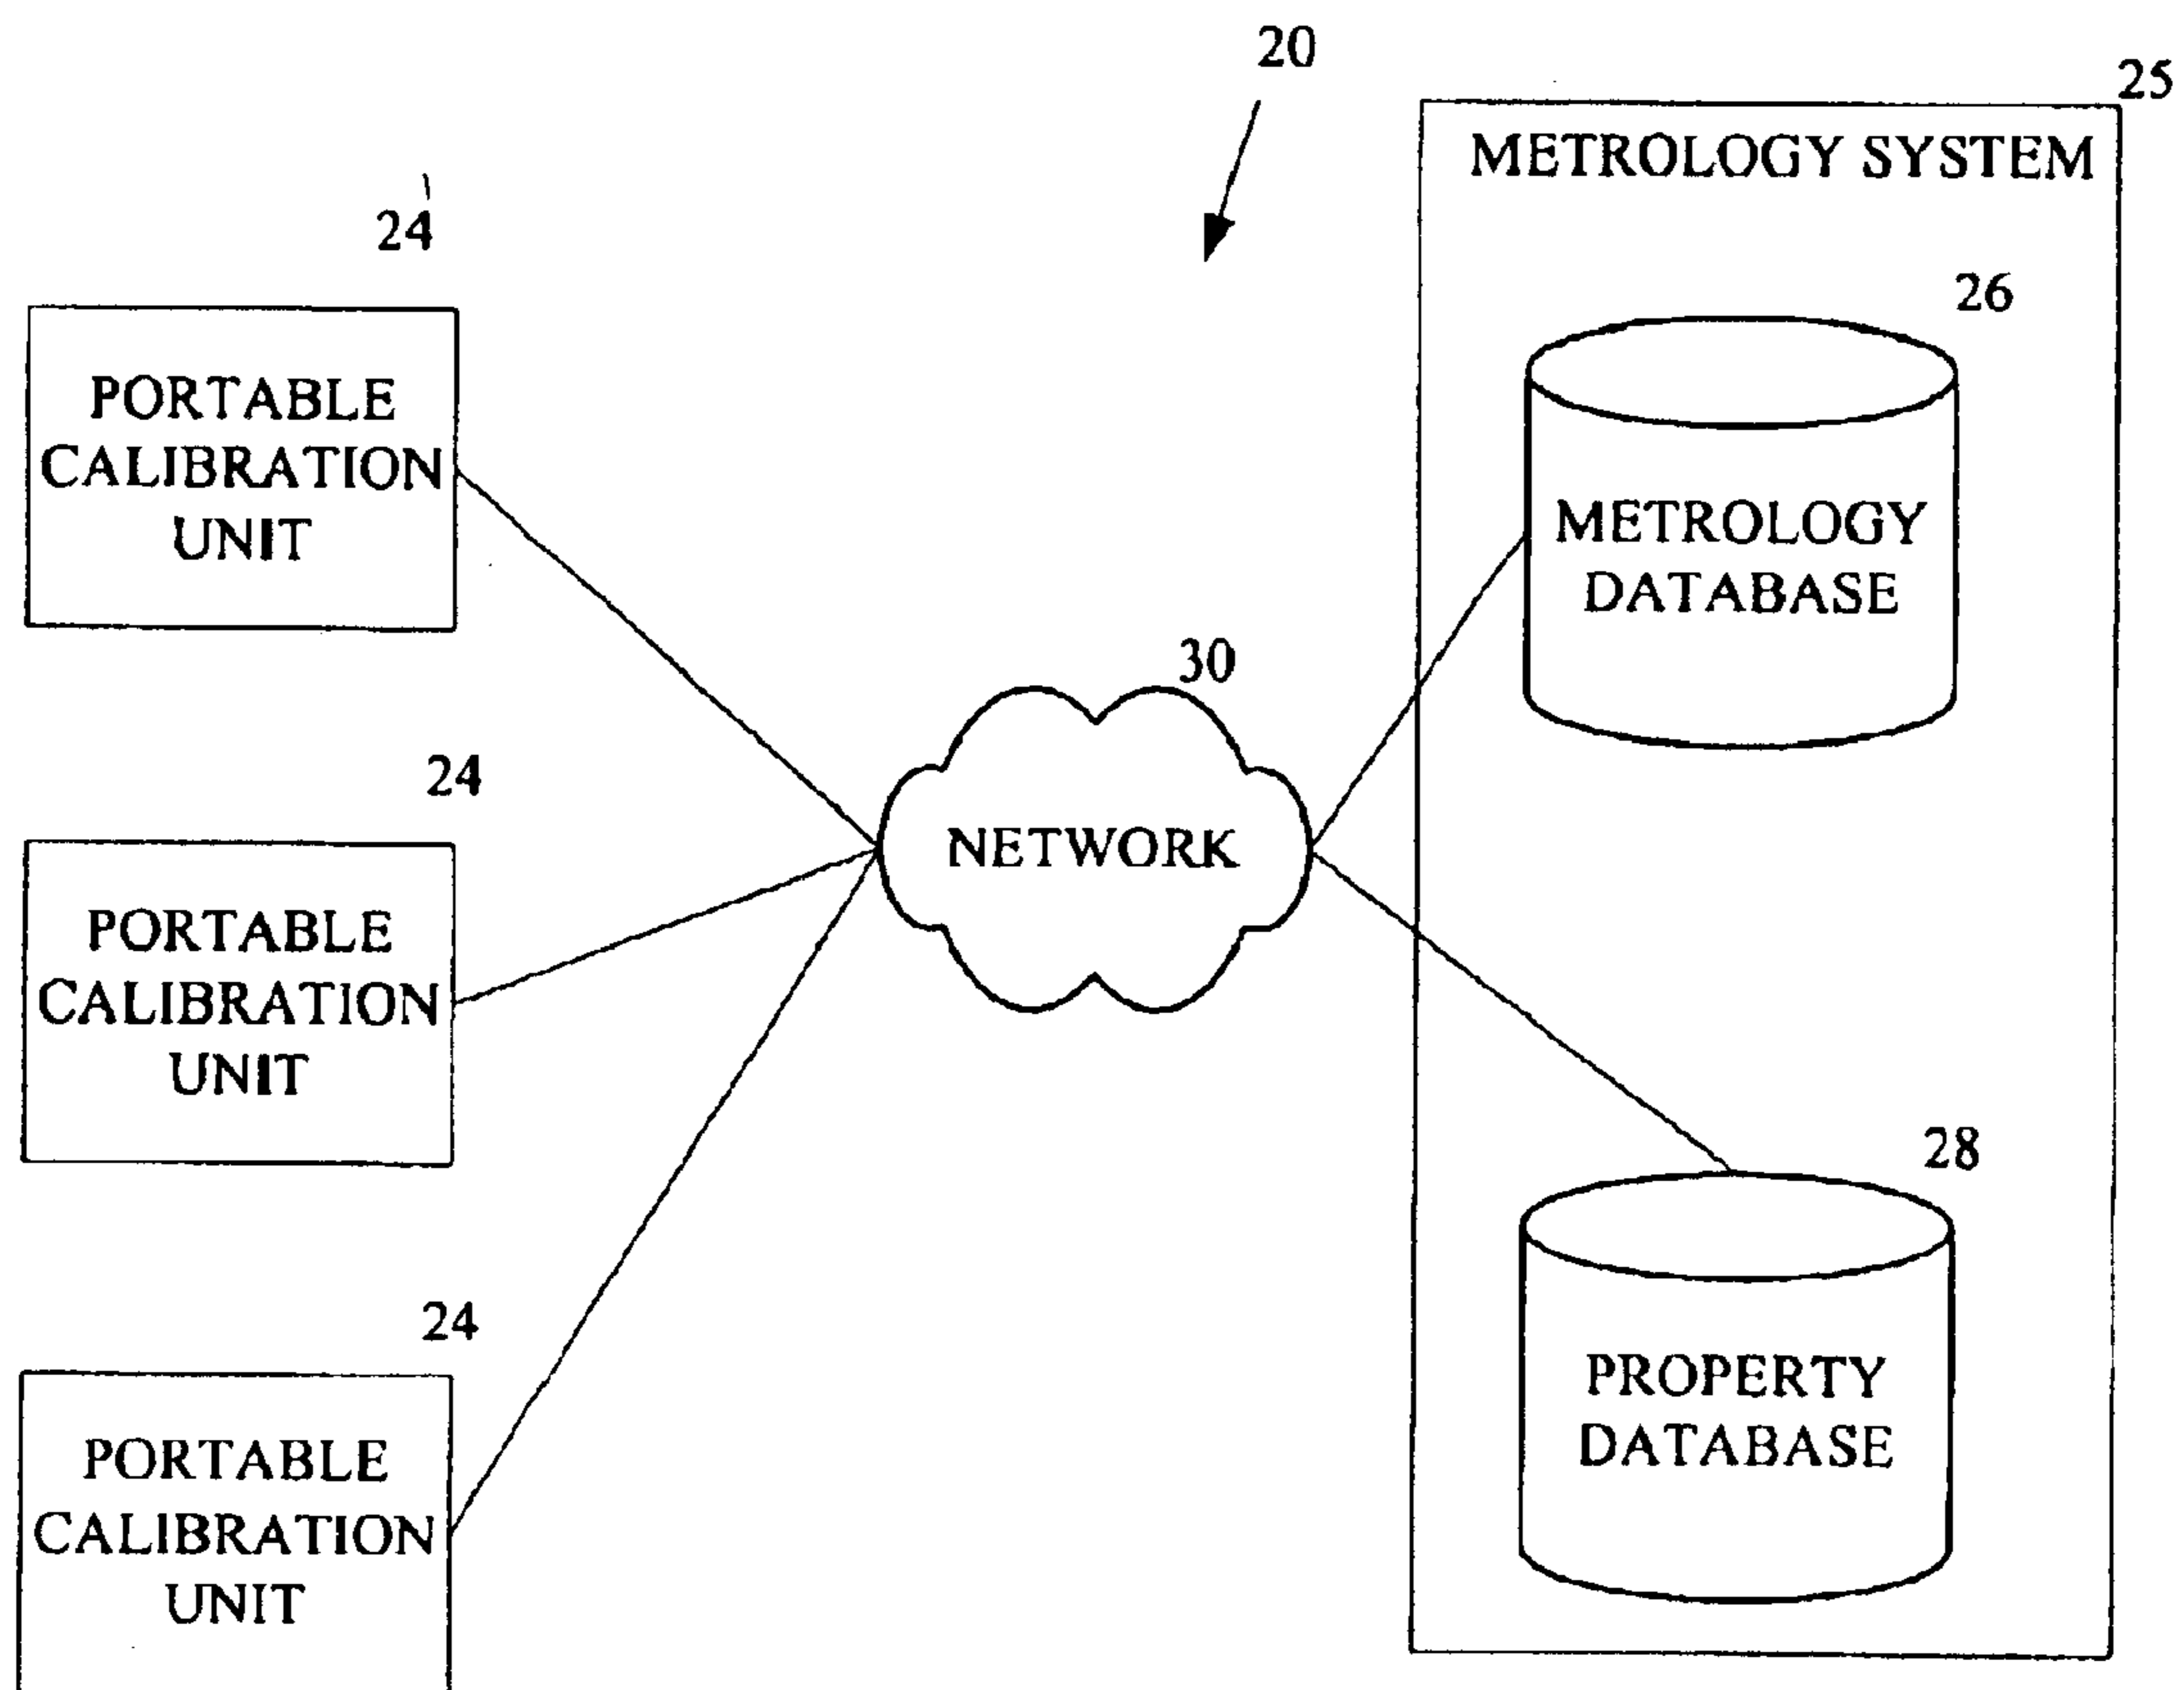 20
25
METROLOGY SYSTEM
24
26
PORTABLE
CALIBRATION
UNIT
METROLOGY
DATABASE
30
24
NETWORK
PORTABLE
CALIBRATION
UNIT
28
24
PROPERTY
DATABASE
PORTABLE
CALIBRATION
UNIT